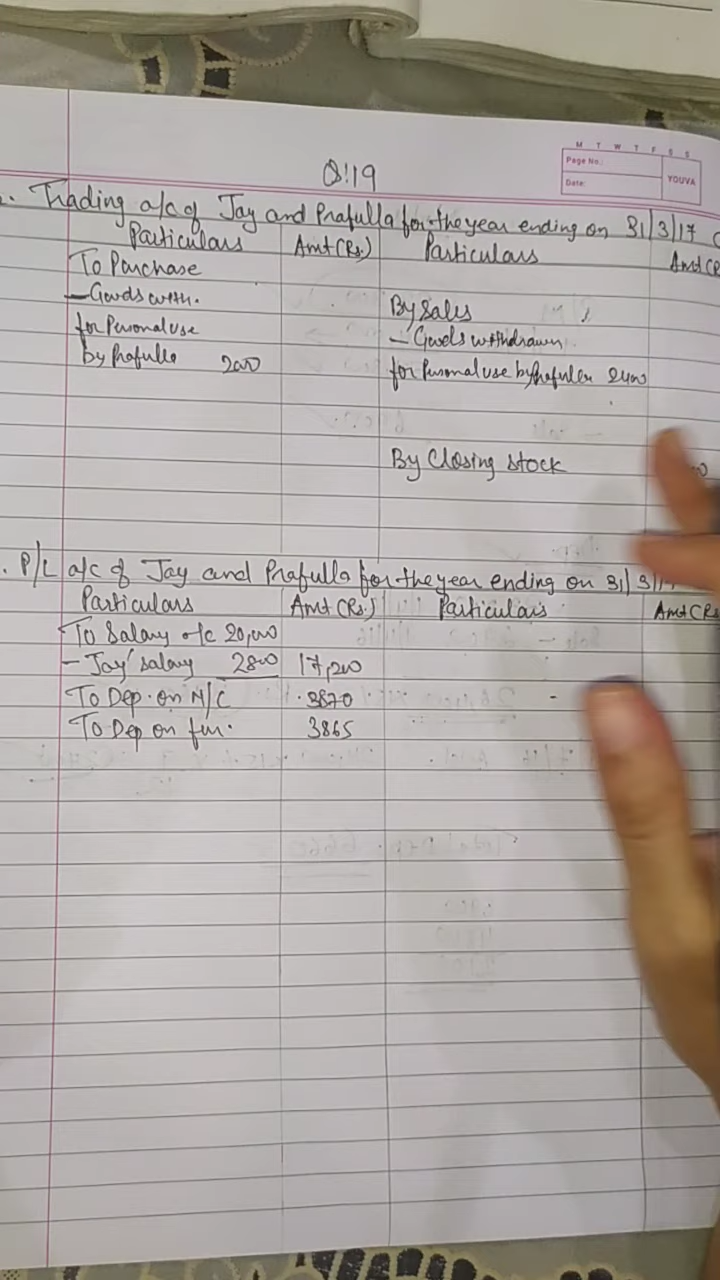 M T W T F S S
Page No.:
Date:
YOUVA
Q:19
Trading a/c of Jay and Prafulla for the year ending on 31/3/17
Particulars Amt (Rs.) Particulars Amt (R
To Purchase
- Goods with.
for Personal use
by Prafulla 2000
By Sales
- Goods withdrawn
for Personal use by Prafulla 2400
By Closing stock
P/L a/c of Jay and Prafulla for the year ending on 31/3/17
Particulars Amt (Rs.) Particulars Amt (Rs
To Salary a/c 20,000
- Jay' salary 2800 17,200
To Dep. on M/C 3870
To Dep on fur. 3865